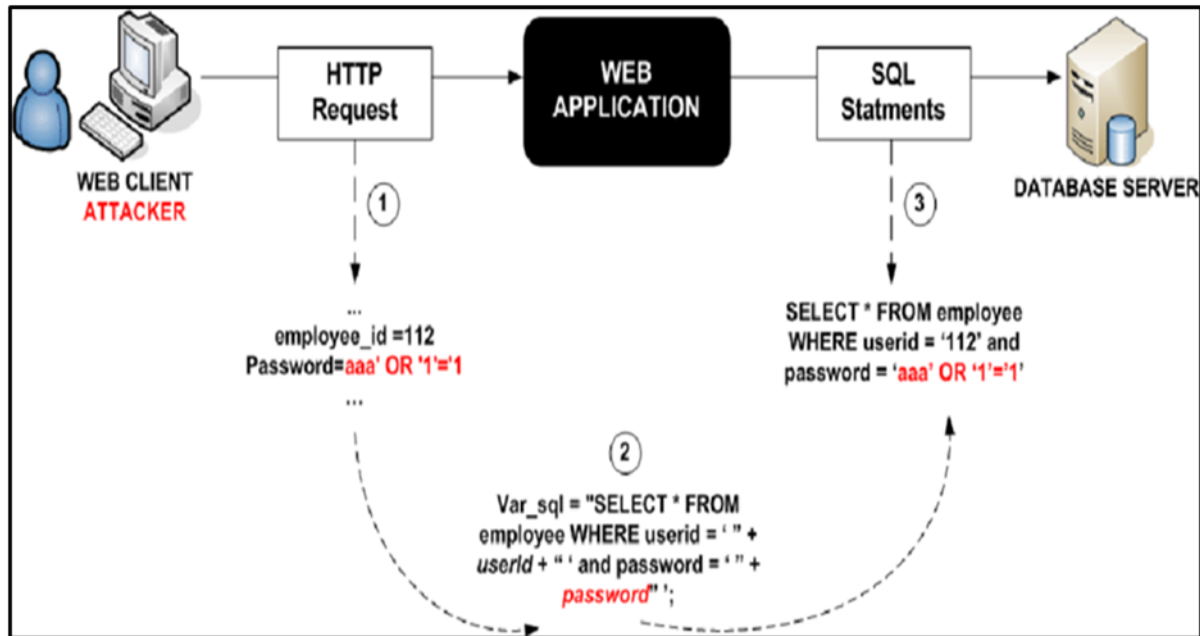 HTTP
Request
WEB
APPLICATION
SQL
Statments
WEB CLIENT
ATTACKER
DATABASE SERVER
1
3
...
employee_id =112
Password=aaa' OR '1'='1
...
SELECT * FROM employee
WHERE userid = ‘112’ and
password = ‘aaa’ OR ‘1’=’1’
2
Var_sql = "SELECT * FROM
employee WHERE userid = ‘ ” +
userId + “ ‘ and password = ‘ ” +
password” ‘;